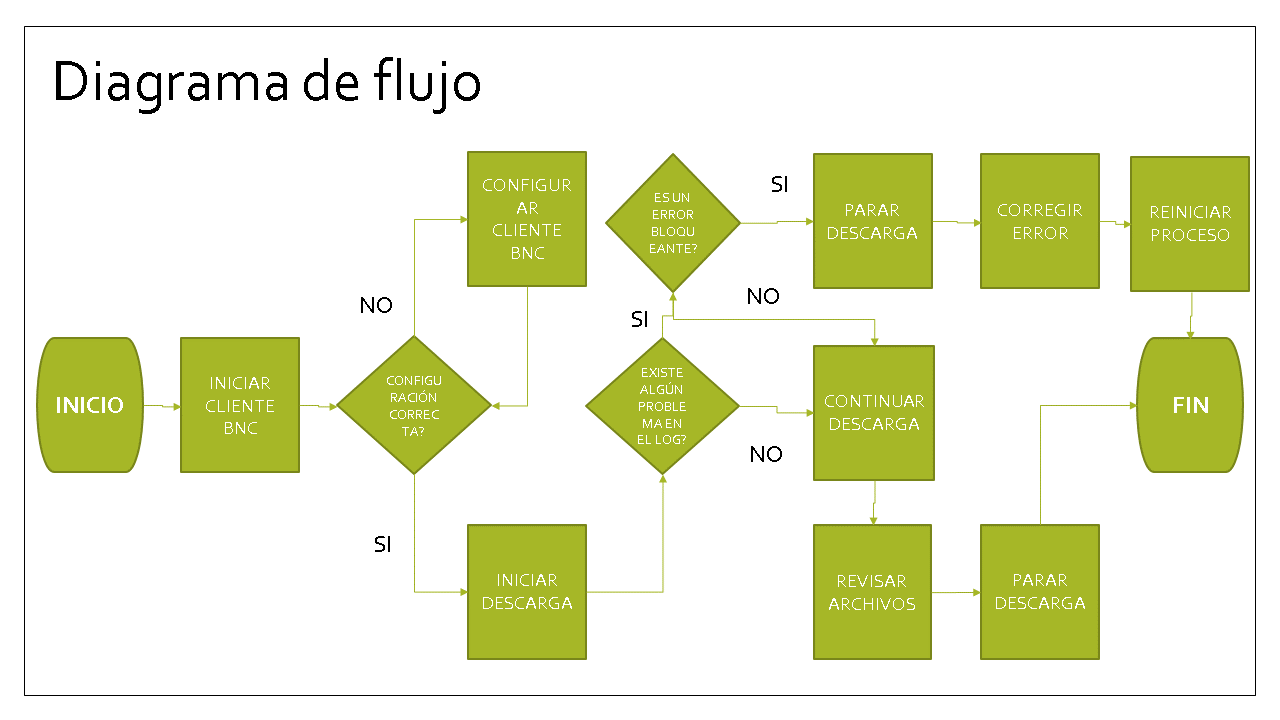 Diagrama de flujo
CONFIGUR
AR
CLIENTE
BNC
ES UN
ERROR
BLOQU
EANTE?
SI
PARAR
DESCARGA
CORREGIR
ERROR
REINICIAR
PROCESO
NO
SI
NO
INICIO
INICIAR
CLIENTE
BNC
CONFIGU
RACIÓN
CORREC
TA?
EXISTE
ALGÚN
PROBLE
MA EN
EL LOG?
CONTINUAR
DESCARGA
FIN
NO
SI
INICIAR
DESCARGA
REVISAR
ARCHIVOS
PARAR
DESCARGA